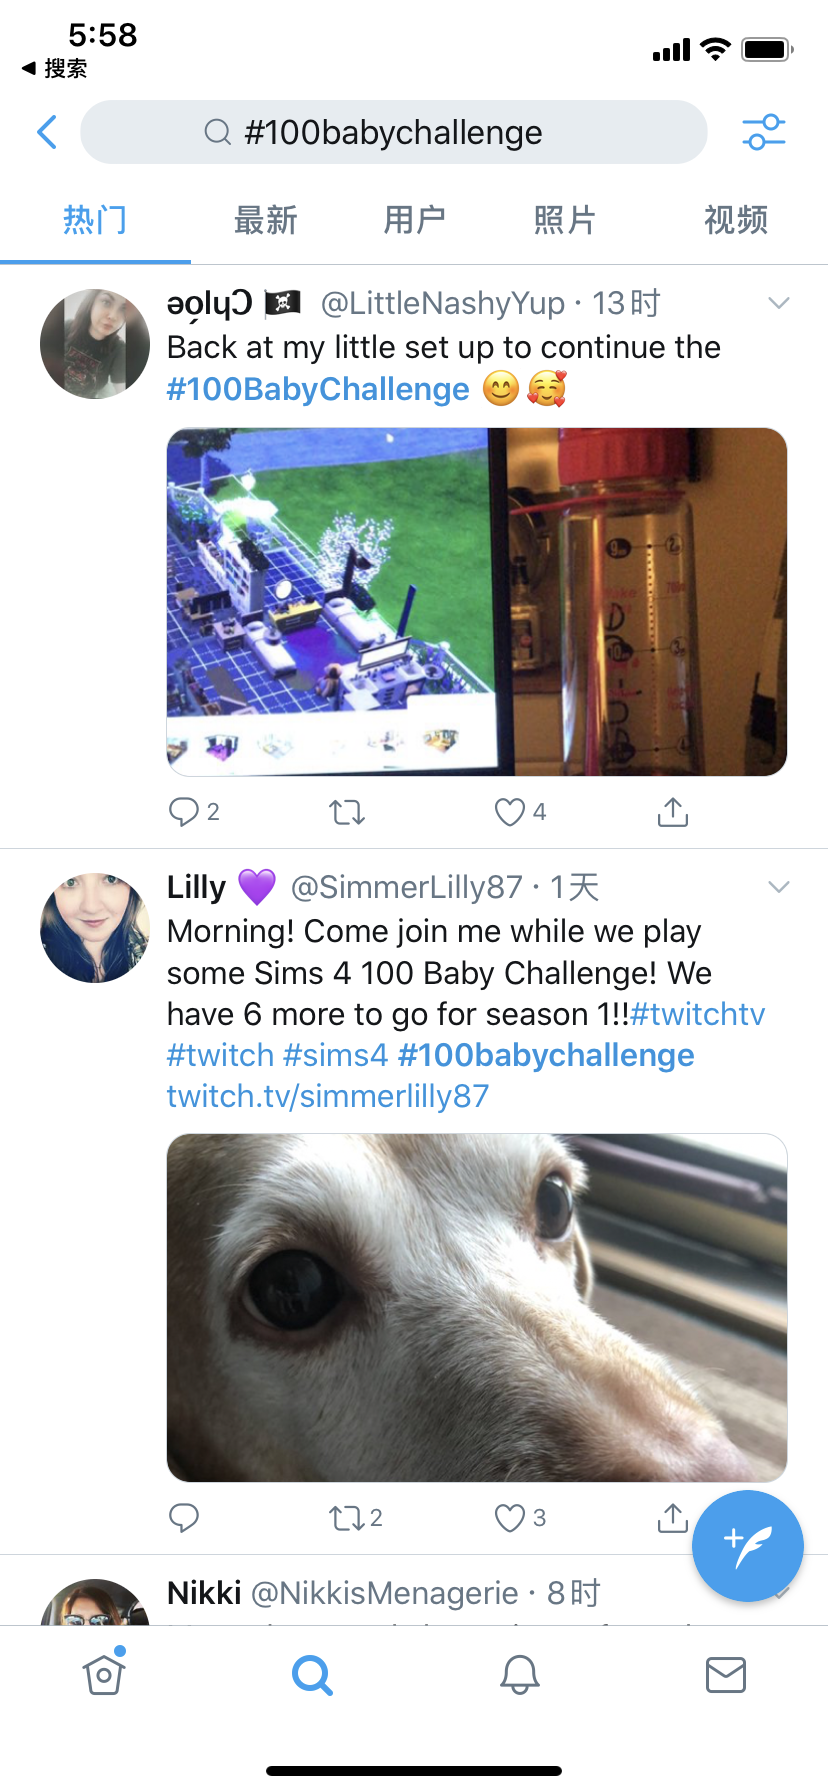 5:58
◀ 搜索
#100babychallenge
热门 最新 用户 照片 视频
ǝọlyƆ 🏴‍☠️ @LittleNashyYup · 13时
Back at my little set up to continue the
#100BabyChallenge 😊 🥰
2 4
Lilly 💜 @SimmerLilly87 · 1天
Morning! Come join me while we play
some Sims 4 100 Baby Challenge! We
have 6 more to go for season 1!!#twitchtv
#twitch #sims4 #100babychallenge
twitch.tv/simmerlilly87
2 3
Nikki @NikkisMenagerie · 8时